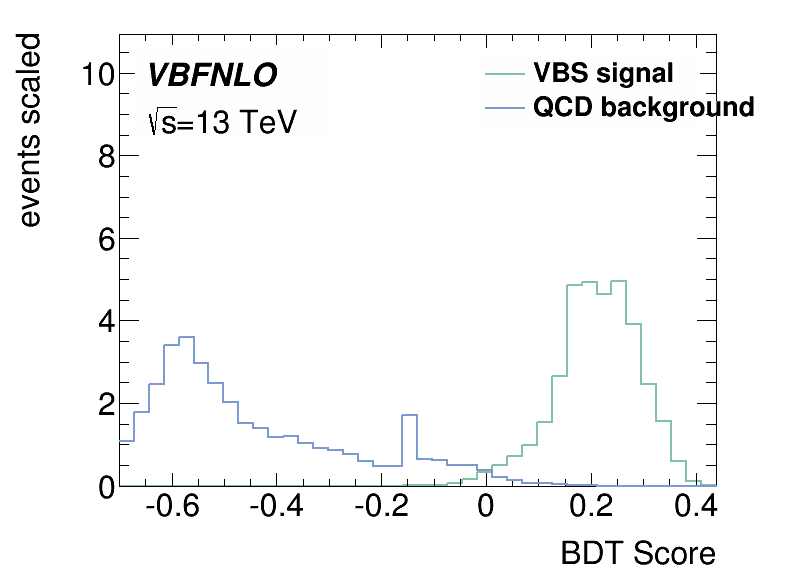 events scaled
10
8
6
4
2
0
VBFNLO
√s=13 TeV
VBS signal
QCD background
-0.6 -0.4 -0.2 0 0.2 0.4
BDT Score